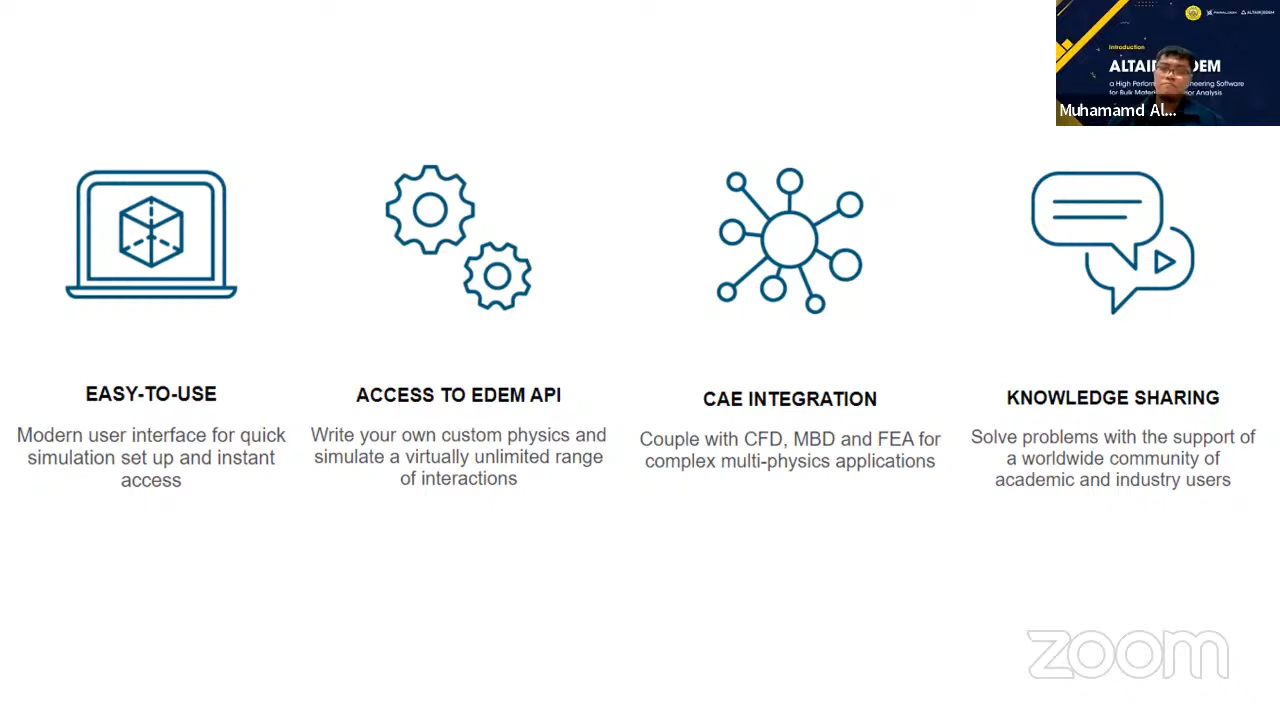 Introduction
ALTAIR EDEM
a High Perfor
ineering Software
for Bulk Mater
or Analysis
Muhamamd Al...
EASY-TO-USE
Modern user interface for quick
simulation set up and instant
access
ACCESS TO EDEM API
Write your own custom physics and
simulate a virtually unlimited range
of interactions
CAE INTEGRATION
Couple with CFD, MBD and FEA for
complex multi-physics applications
KNOWLEDGE SHARING
Solve problems with the support of
a worldwide community of
academic and industry users
zoom